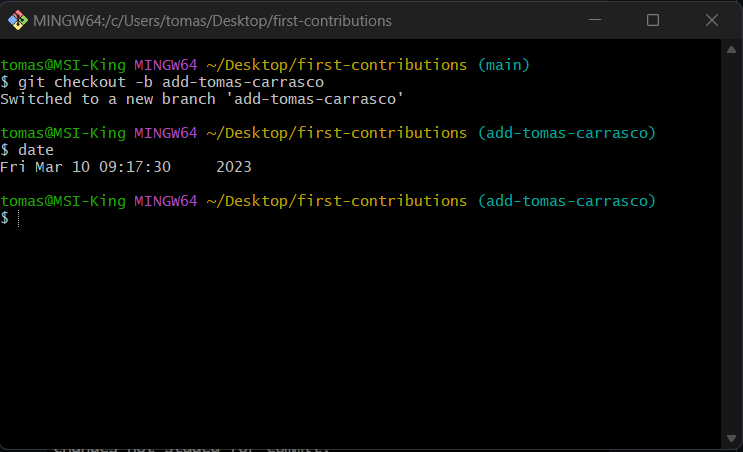 MINGW64:/c/Users/tomas/Desktop/first-contributions
tomas@MSI-King MINGW64 ~/Desktop/first-contributions (main)
$ git checkout -b add-tomas-carrasco
Switched to a new branch 'add-tomas-carrasco'
tomas@MSI-King MINGW64 ~/Desktop/first-contributions (add-tomas-carrasco)
$ date
Fri Mar 10 09:17:30     2023
tomas@MSI-King MINGW64 ~/Desktop/first-contributions (add-tomas-carrasco)
$